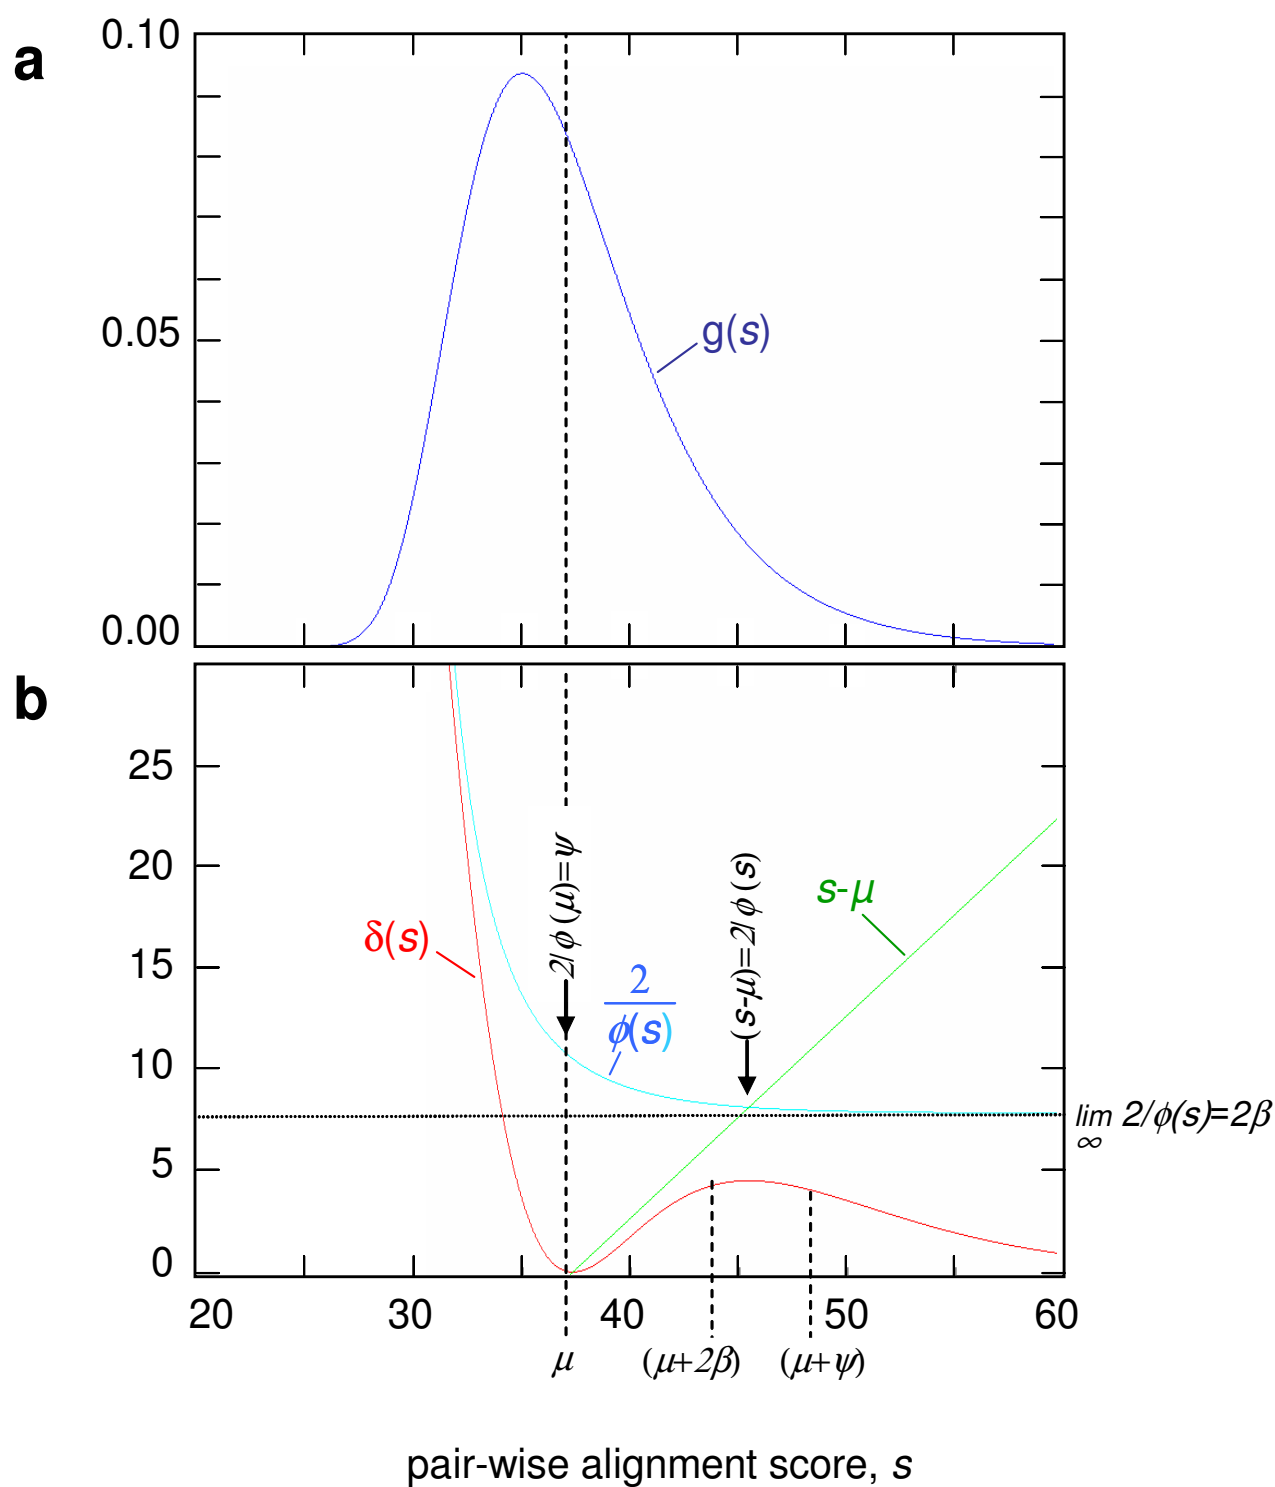 a
0.10
0.05
0.00
g(s)
b
25
20
15
10
5
0
δ(s)
2/ϕ (μ)=ψ
2
ϕ(s)
(s-μ)=2/ϕ (s)
s-μ
lim 2/ϕ(s)=2β
∞
20 30 40 50 60
μ (μ+2β) (μ+ψ)
pair-wise alignment score, s